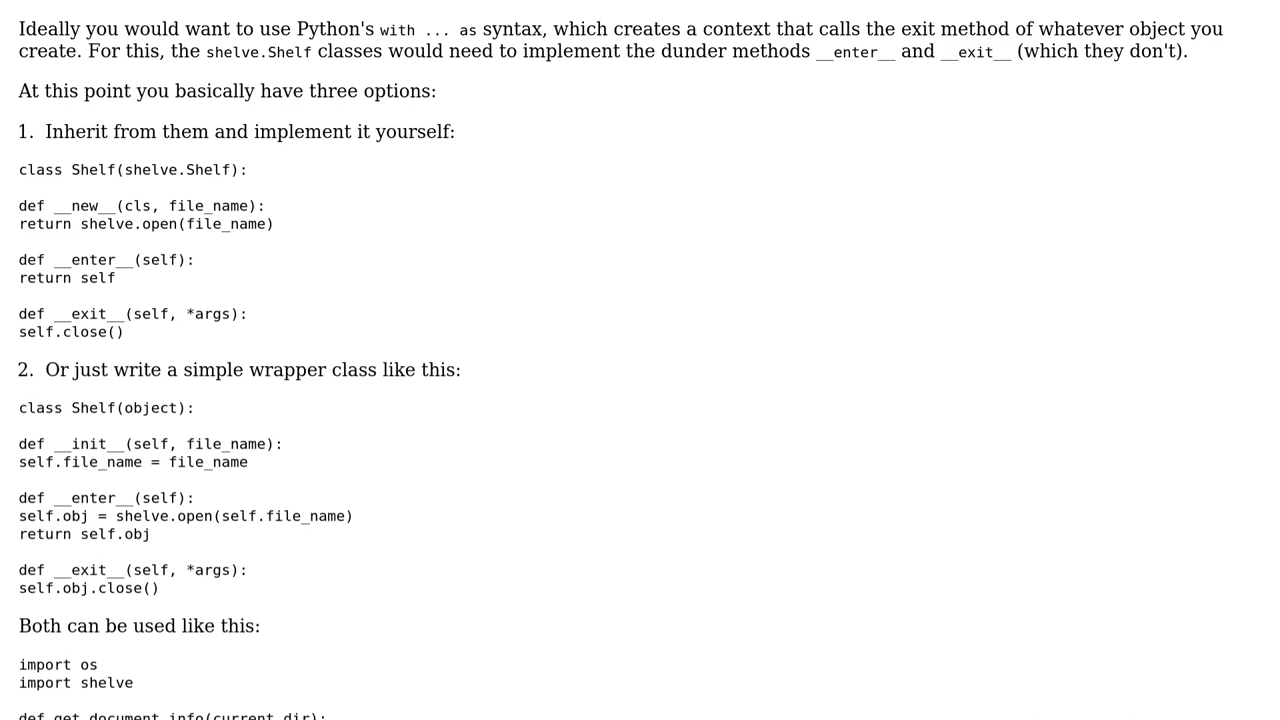 Ideally you would want to use Python's with ... as syntax, which creates a context that calls the exit method of whatever object you
create. For this, the shelve.Shelf classes would need to implement the dunder methods __enter__ and __exit__ (which they don't).
At this point you basically have three options:
1. Inherit from them and implement it yourself:
class Shelf(shelve.Shelf):
def __new__(cls, file_name):
return shelve.open(file_name)
def __enter__(self):
return self
def __exit__(self, *args):
self.close()
2. Or just write a simple wrapper class like this:
class Shelf(object):
def __init__(self, file_name):
self.file_name = file_name
def __enter__(self):
self.obj = shelve.open(self.file_name)
return self.obj
def __exit__(self, *args):
self.obj.close()
Both can be used like this:
import os
import shelve
def get_document_info(current_dir):